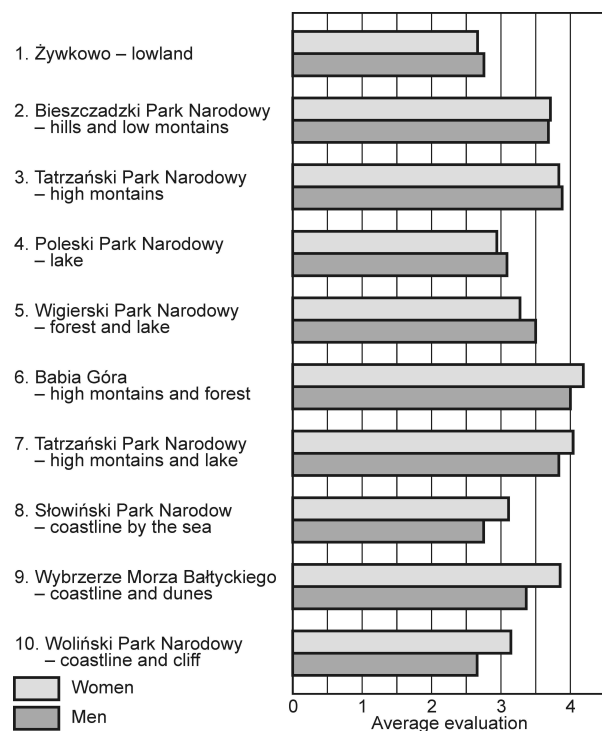 1. Żywkowo – lowland
2. Bieszczadzki Park Narodowy
– hills and low montains
3. Tatrzański Park Narodowy
– high montains
4. Poleski Park Narodowy
– lake
5. Wigierski Park Narodowy
– forest and lake
6. Babia Góra
– high montains and forest
7. Tatrzański Park Narodowy
– high montains and lake
8. Słowiński Park Narodow
– coastline by the sea
9. Wybrzerze Morza Bałtyckiego
– coastline and dunes
10. Woliński Park Narodowy
– coastline and cliff
Women
Men
0 1 2 3 4
Average evaluation